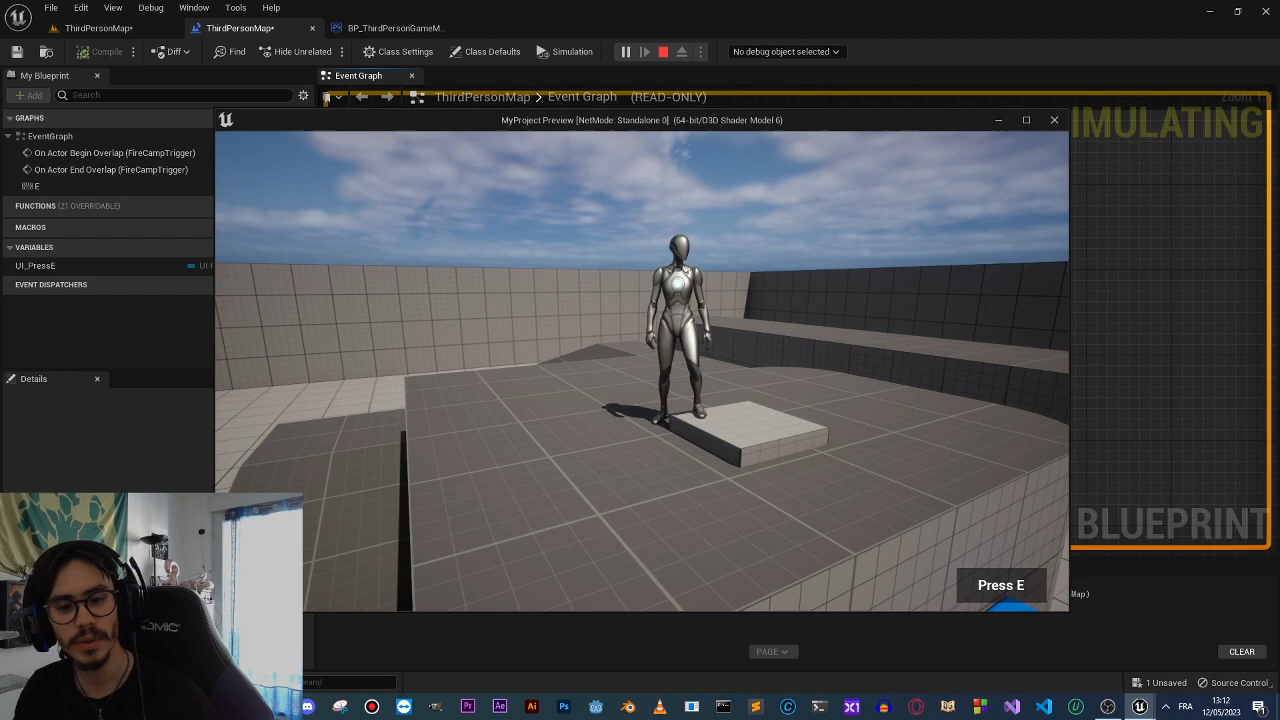 File Edit View Debug Window Tools Help
ThirdPersonMap* ThirdPersonMap* BP_ThirdPersonGameM...
Compile Diff Find Hide Unrelated Class Settings Class Defaults Simulation No debug object selected
My Blueprint Event Graph
Add Search ThirdPersonMap > Event Graph (READ-ONLY)
GRAPHS
MyProject Preview [NetMode: Standalone 0] (64-bit/D3D Shader Model 6)
IMULATING
EventGraph
On Actor Begin Overlap (FireCampTrigger)
On Actor End Overlap (FireCampTrigger)
E
FUNCTIONS (21 OVERRIDABLE)
MACROS
VARIABLES
UI_PressE
EVENT DISPATCHERS
Details
BLUEPRINT
Press E
Map)
PAGE CLEAR
mand 1 Unsaved Source Control
FRA 13:12
12/05/2023